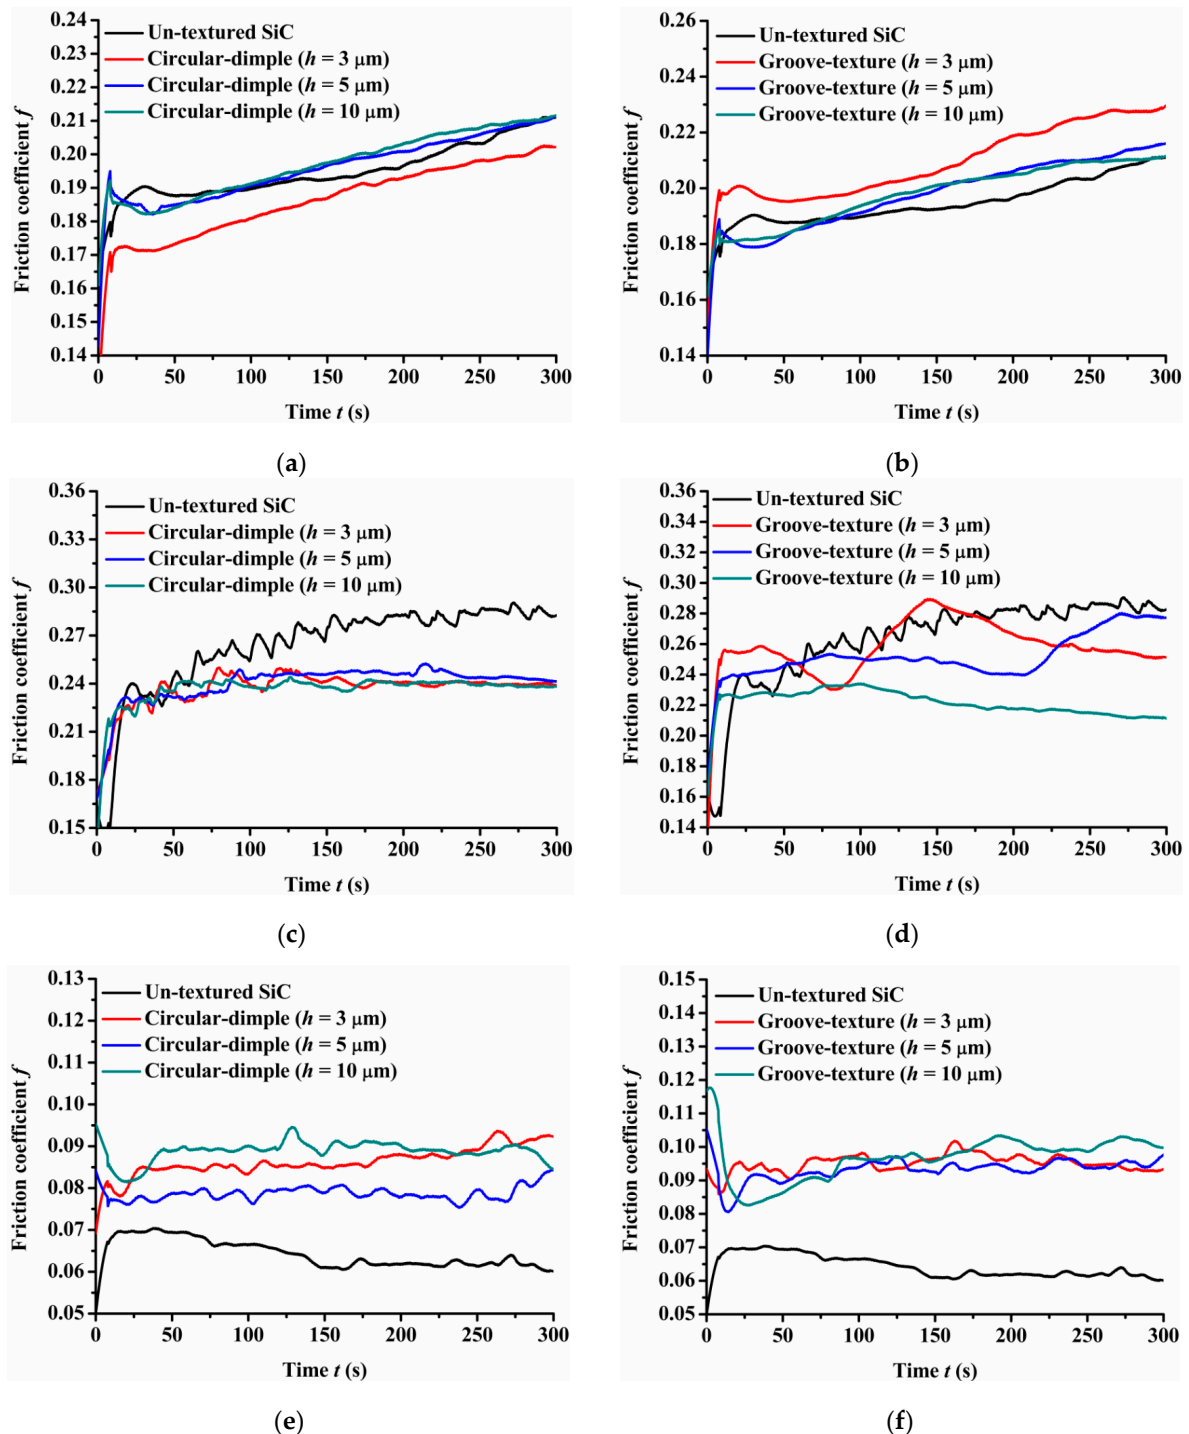 0.24
0.23
0.22
0.21
0.20
0.19
0.18
0.17
0.16
0.15
0.14
Friction coefficient f
Un-textured SiC
Circular-dimple (h = 3 μm)
Circular-dimple (h = 5 μm)
Circular-dimple (h = 10 μm)
0 50 100 150 200 250 300
Time t (s)
(a)
0.26
0.24
0.22
0.20
0.18
0.16
0.14
Friction coefficient f
Un-textured SiC
Groove-texture (h = 3 μm)
Groove-texture (h = 5 μm)
Groove-texture (h = 10 μm)
0 50 100 150 200 250 300
Time t (s)
(b)
0.36
0.33
0.30
0.27
0.24
0.21
0.18
0.15
Friction coefficient f
Un-textured SiC
Circular-dimple (h = 3 μm)
Circular-dimple (h = 5 μm)
Circular-dimple (h = 10 μm)
0 50 100 150 200 250 300
Time t (s)
(c)
0.36
0.34
0.32
0.30
0.28
0.26
0.24
0.22
0.20
0.18
0.16
0.14
Friction coefficient f
Un-textured SiC
Groove-texture (h = 3 μm)
Groove-texture (h = 5 μm)
Groove-texture (h = 10 μm)
0 50 100 150 200 250 300
Time t (s)
(d)
0.13
0.12
0.11
0.10
0.09
0.08
0.07
0.06
0.05
Friction coefficient f
Un-textured SiC
Circular-dimple (h = 3 μm)
Circular-dimple (h = 5 μm)
Circular-dimple (h = 10 μm)
0 50 100 150 200 250 300
Time t (s)
(e)
0.15
0.14
0.13
0.12
0.11
0.10
0.09
0.08
0.07
0.06
0.05
Friction coefficient f
Un-textured SiC
Groove-texture (h = 3 μm)
Groove-texture (h = 5 μm)
Groove-texture (h = 10 μm)
0 50 100 150 200 250 300
Time t (s)
(f)